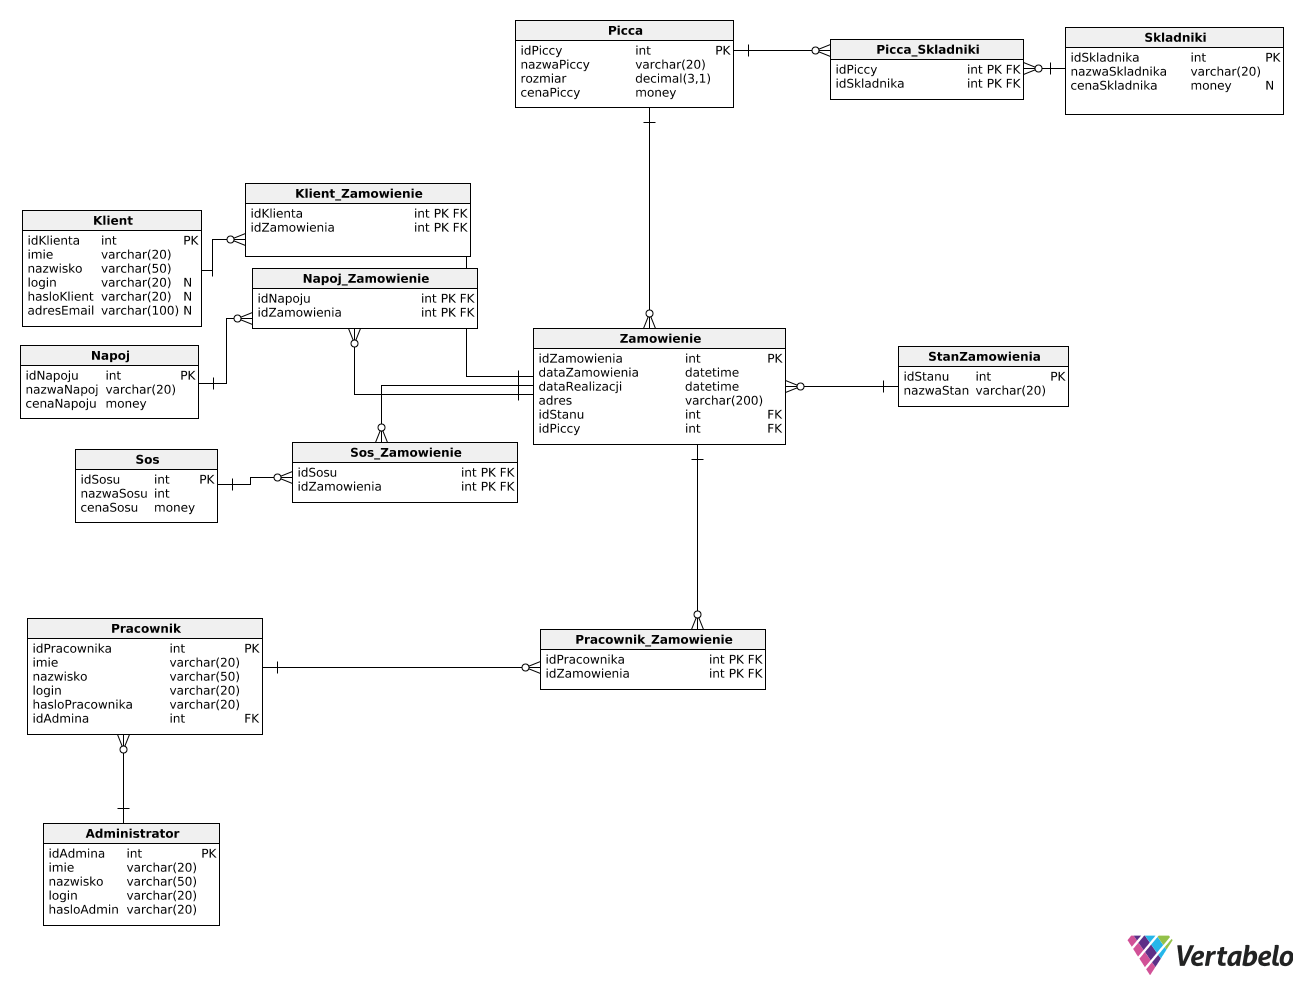 Picca
idPiccy int PK
nazwaPiccy varchar(20)
rozmiar decimal(3,1)
cenaPiccy money
Picca_Skladniki
idPiccy int PK FK
idSkladnika int PK FK
Skladniki
idSkladnika int PK
nazwaSkladnika varchar(20)
cenaSkladnika money N
Klient_Zamowienie
idKlienta int PK FK
idZamowienia int PK FK
Klient
idKlienta int PK
imie varchar(20)
nazwisko varchar(50)
login varchar(20) N
hasloKlient varchar(20) N
adresEmail varchar(100) N
Napoj_Zamowienie
idNapoju int PK FK
idZamowienia int PK FK
Napoj
idNapoju int PK
nazwaNapoj varchar(20)
cenaNapoju money
Zamowienie
idZamowienia int PK
dataZamowienia datetime
dataRealizacji datetime
adres varchar(200)
idStanu int FK
idPiccy int FK
StanZamowienia
idStanu int PK
nazwaStan varchar(20)
Sos
idSosu int PK
nazwaSosu int
cenaSosu money
Sos_Zamowienie
idSosu int PK FK
idZamowienia int PK FK
Pracownik
idPracownika int PK
imie varchar(20)
nazwisko varchar(50)
login varchar(20)
hasloPracownika varchar(20)
idAdmina int FK
Pracownik_Zamowienie
idPracownika int PK FK
idZamowienia int PK FK
Administrator
idAdmina int PK
imie varchar(20)
nazwisko varchar(50)
login varchar(20)
hasloAdmin varchar(20)
Vertabelo